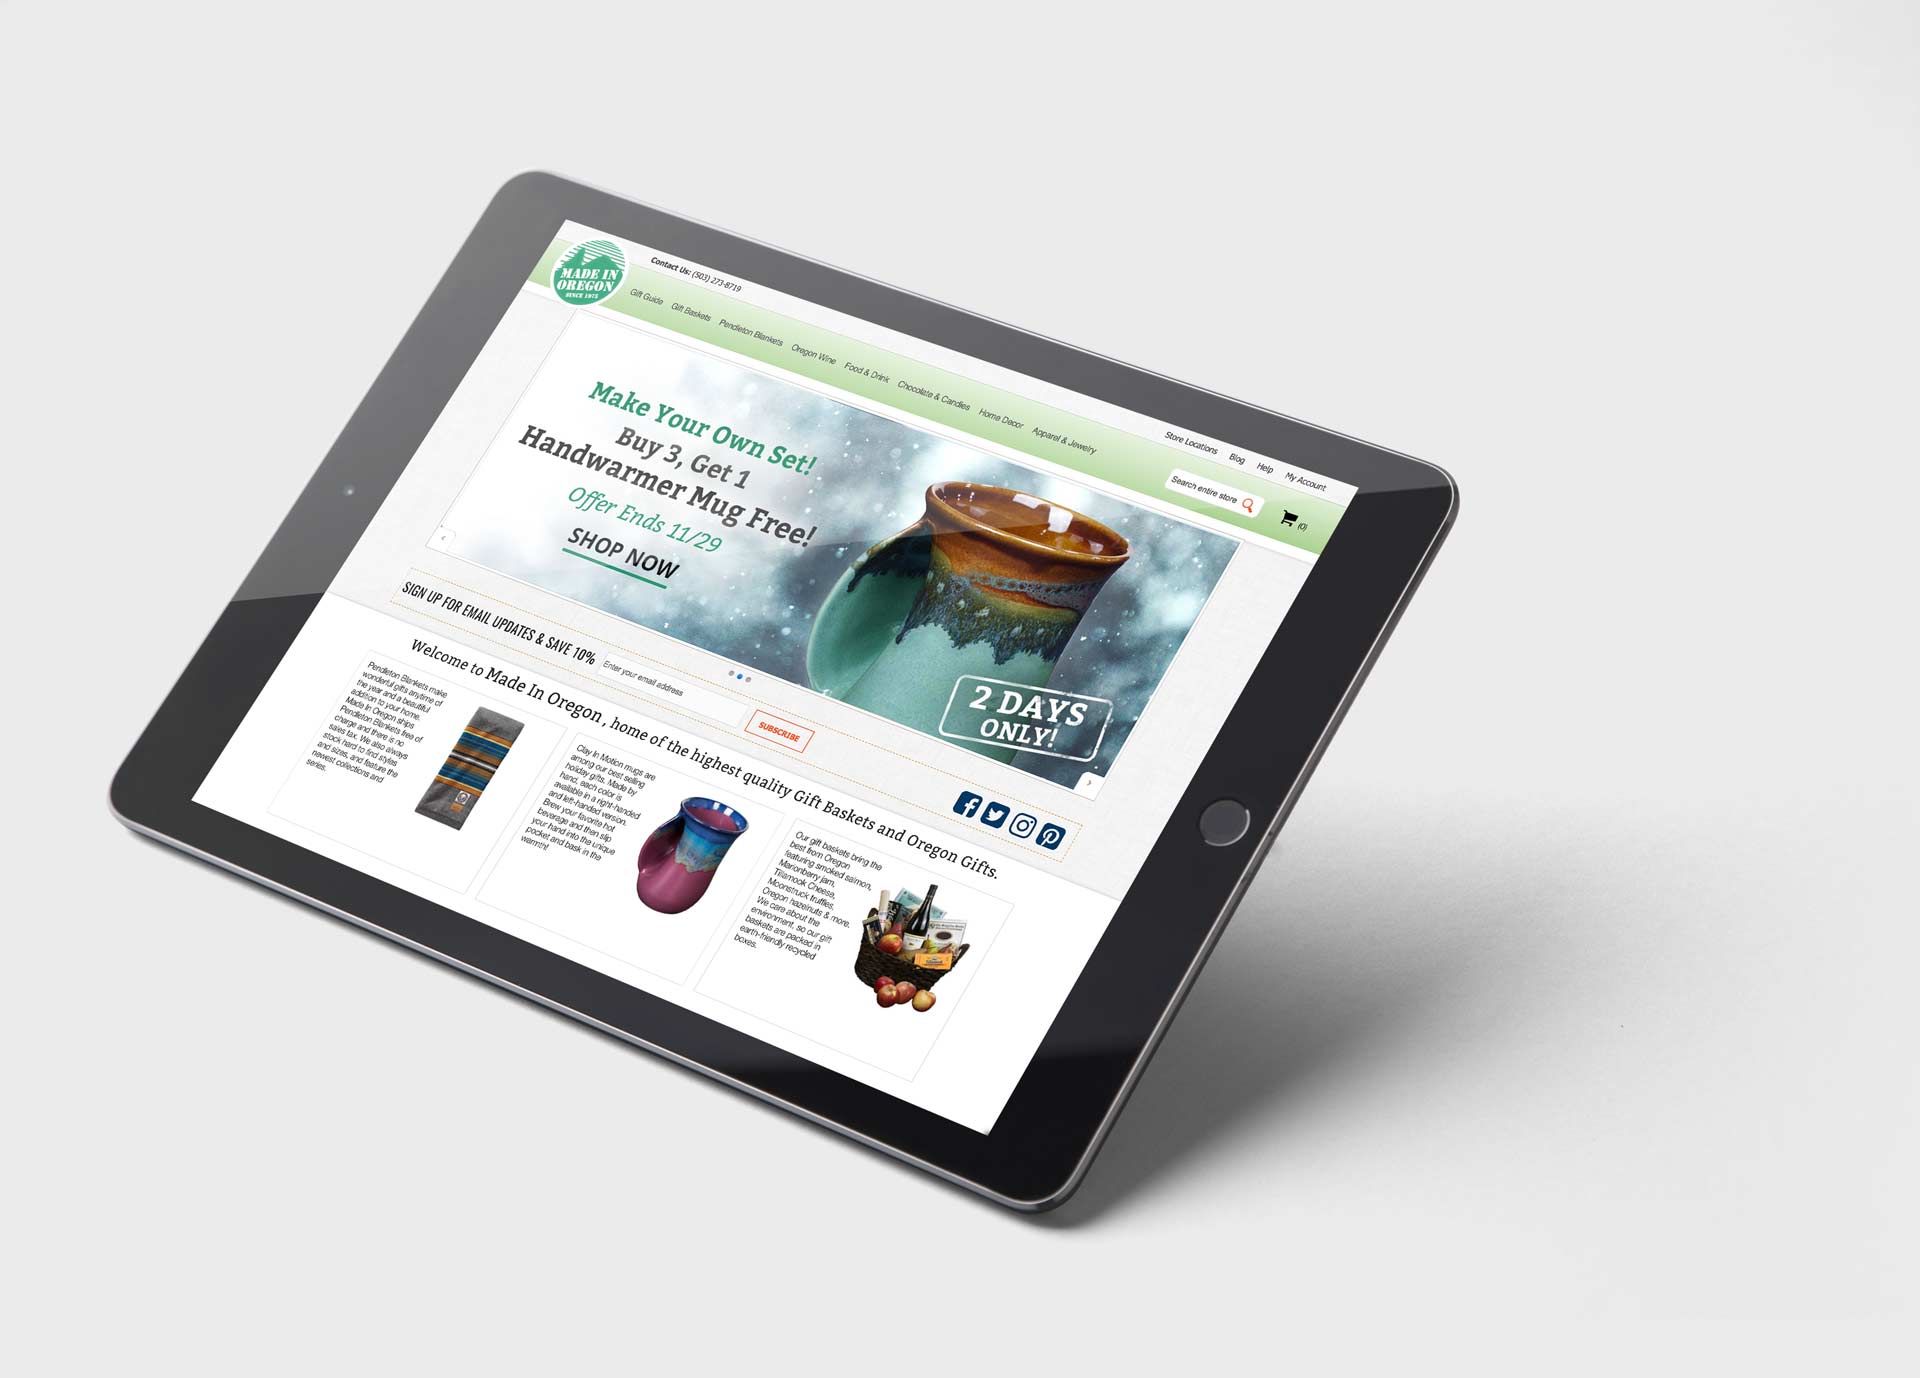 MADE IN
OREGON
SINCE 1975
Contact Us: (503) 273-8719
Store Locations Blog Help My Account
Gift Guide Gift Baskets Pendleton Blankets Oregon Wine Food & Drink Chocolate & Candies Home Decor Apparel & Jewelry
Search entire store
(0)
Make Your Own Set!
Buy 3, Get 1
Handwarmer Mug Free!
Offer Ends 11/29
SHOP NOW
2 DAYS
ONLY!
SIGN UP FOR EMAIL UPDATES & SAVE 10%
Enter your email address
SUBSCRIBE
Welcome to Made In Oregon, home of the highest quality Gift Baskets and Oregon Gifts.
Pendleton Blankets make
wonderful gifts anytime of
the year and a beautiful
addition to your home.
Made In Oregon ships
Pendleton Blankets free of
charge and there is no
sales tax. We also always
stock hard to find styles
and sizes, and feature the
newest collections and
series.
Clay In Motion mugs are
among our best selling
holiday gifts. Made by
hand, each color is
available in a right-handed
and left-handed version.
Brew your favorite hot
beverage and then slip
your hand into the unique
pocket and bask in the
warmth!
Our gift baskets bring the
best from Oregon
featuring smoked salmon,
Marionberry jam,
Tillamook Cheese,
Moonstruck truffles,
Oregon hazelnuts & more.
We care about the
environment, so our gift
baskets are packed in
earth-friendly recycled
boxes.